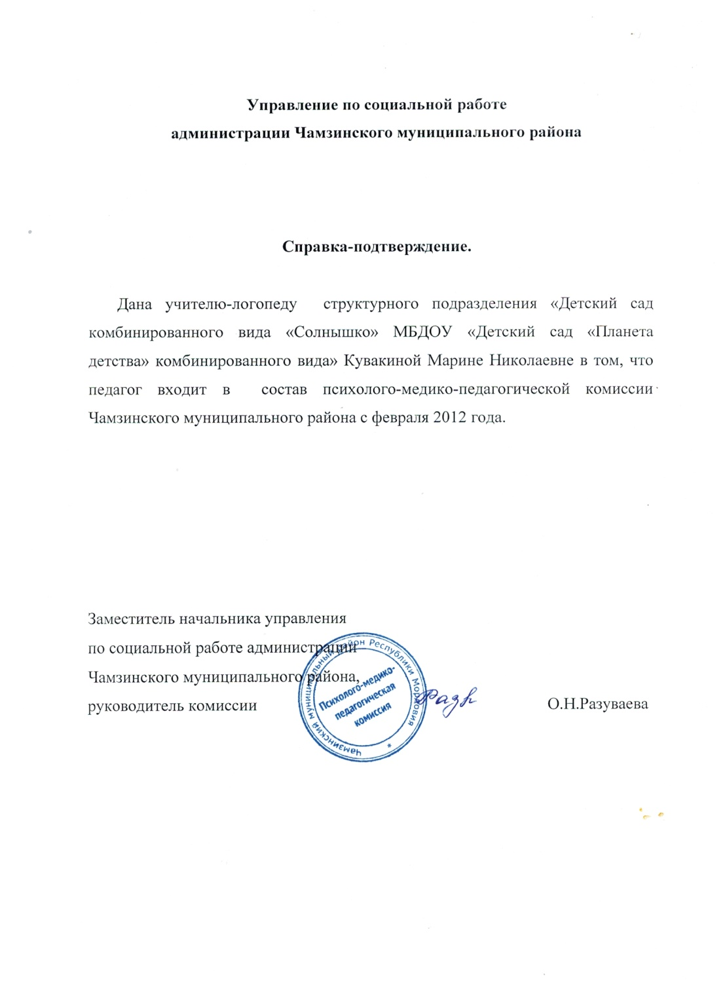 Управление по социальной работе
администрации Чамзинского муниципального района
Справка-подтверждение.
Дана учителю-логопеду структурного подразделения «Детский сад
комбинированного вида «Солнышко» МБДОУ «Детский сад «Планета
детства» комбинированного вида» Кувакиной Марине Николаевне в том, что
педагог входит в состав психолого-медико-педагогической комиссии
Чамзинского муниципального района с февраля 2012 года.
Заместитель начальника управления
по социальной работе администрации
Чамзинского муниципального района,
руководитель комиссии
О.Н.Разуваева
Чамзинский муниципальный район Республики Мордовия *
Психолого-медико-
педагогическая
комиссия